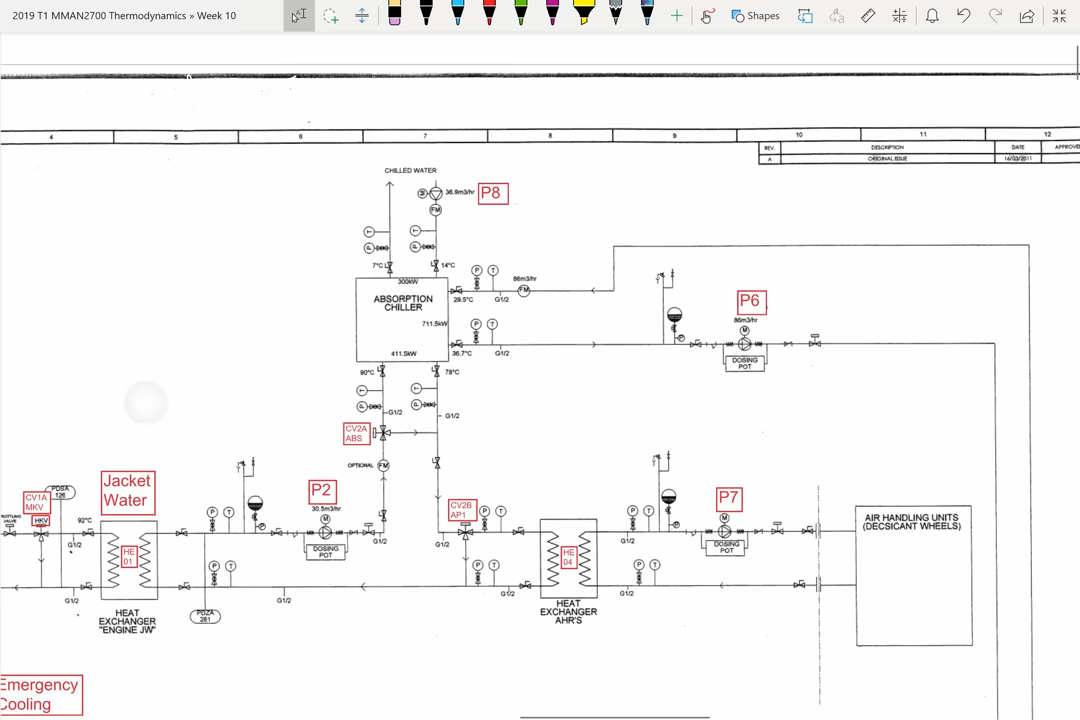 2019 T1 MMAN2700 Thermodynamics » Week 10
Shapes
4 5 6 7 8 9 10 11 12
REV. DESCRIPTION DATE APPROVE
A ORIGINAL ISSUE 16/03/2011
CHILLED WATER
M 36.9m3/hr P8
FM
T T
P P
7°C 14°C
300kW
ABSORPTION
CHILLER
711.5kW
411.5kW
P T 86m3/hr
FM
29.5°C G1/2
P T
36.7°C G1/2
P6
86m3/hr
M
P
DOSING
POT
90°C 78°C
T T
P P
G1/2 G1/2
CV2A
ABS
OPTIONAL FM
Jacket
Water
PDSA
126
CV1A
MKV
HKV
VALVE
92°C
G1/2
HE
01
HEAT
EXCHANGER
"ENGINE JW"
P T
P
P2
30.5m3/hr
M
DOSING
POT
G1/2
CV2B
AP1
P T
G1/2
HE
04
HEAT
EXCHANGER
AHR'S
P T
P
G1/2
P7
M
DOSING
POT
AIR HANDLING UNITS
(DECSICANT WHEELS)
P T
P T
P T
G1/2 G1/2 G1/2 G1/2
PDZA
281
Emergency
Cooling